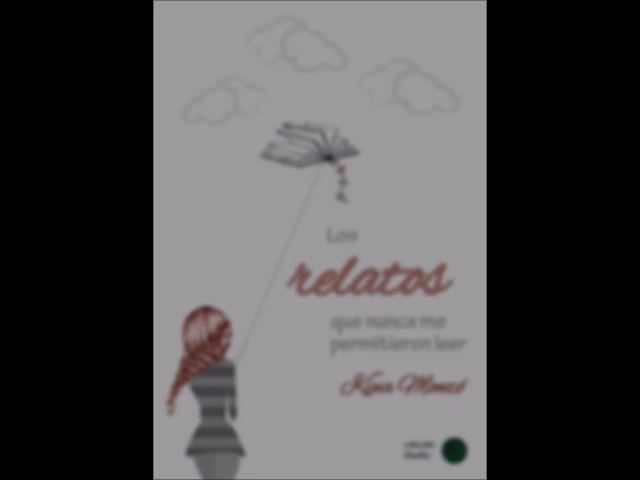 Los
relatos
que nunca me
permitieron leer